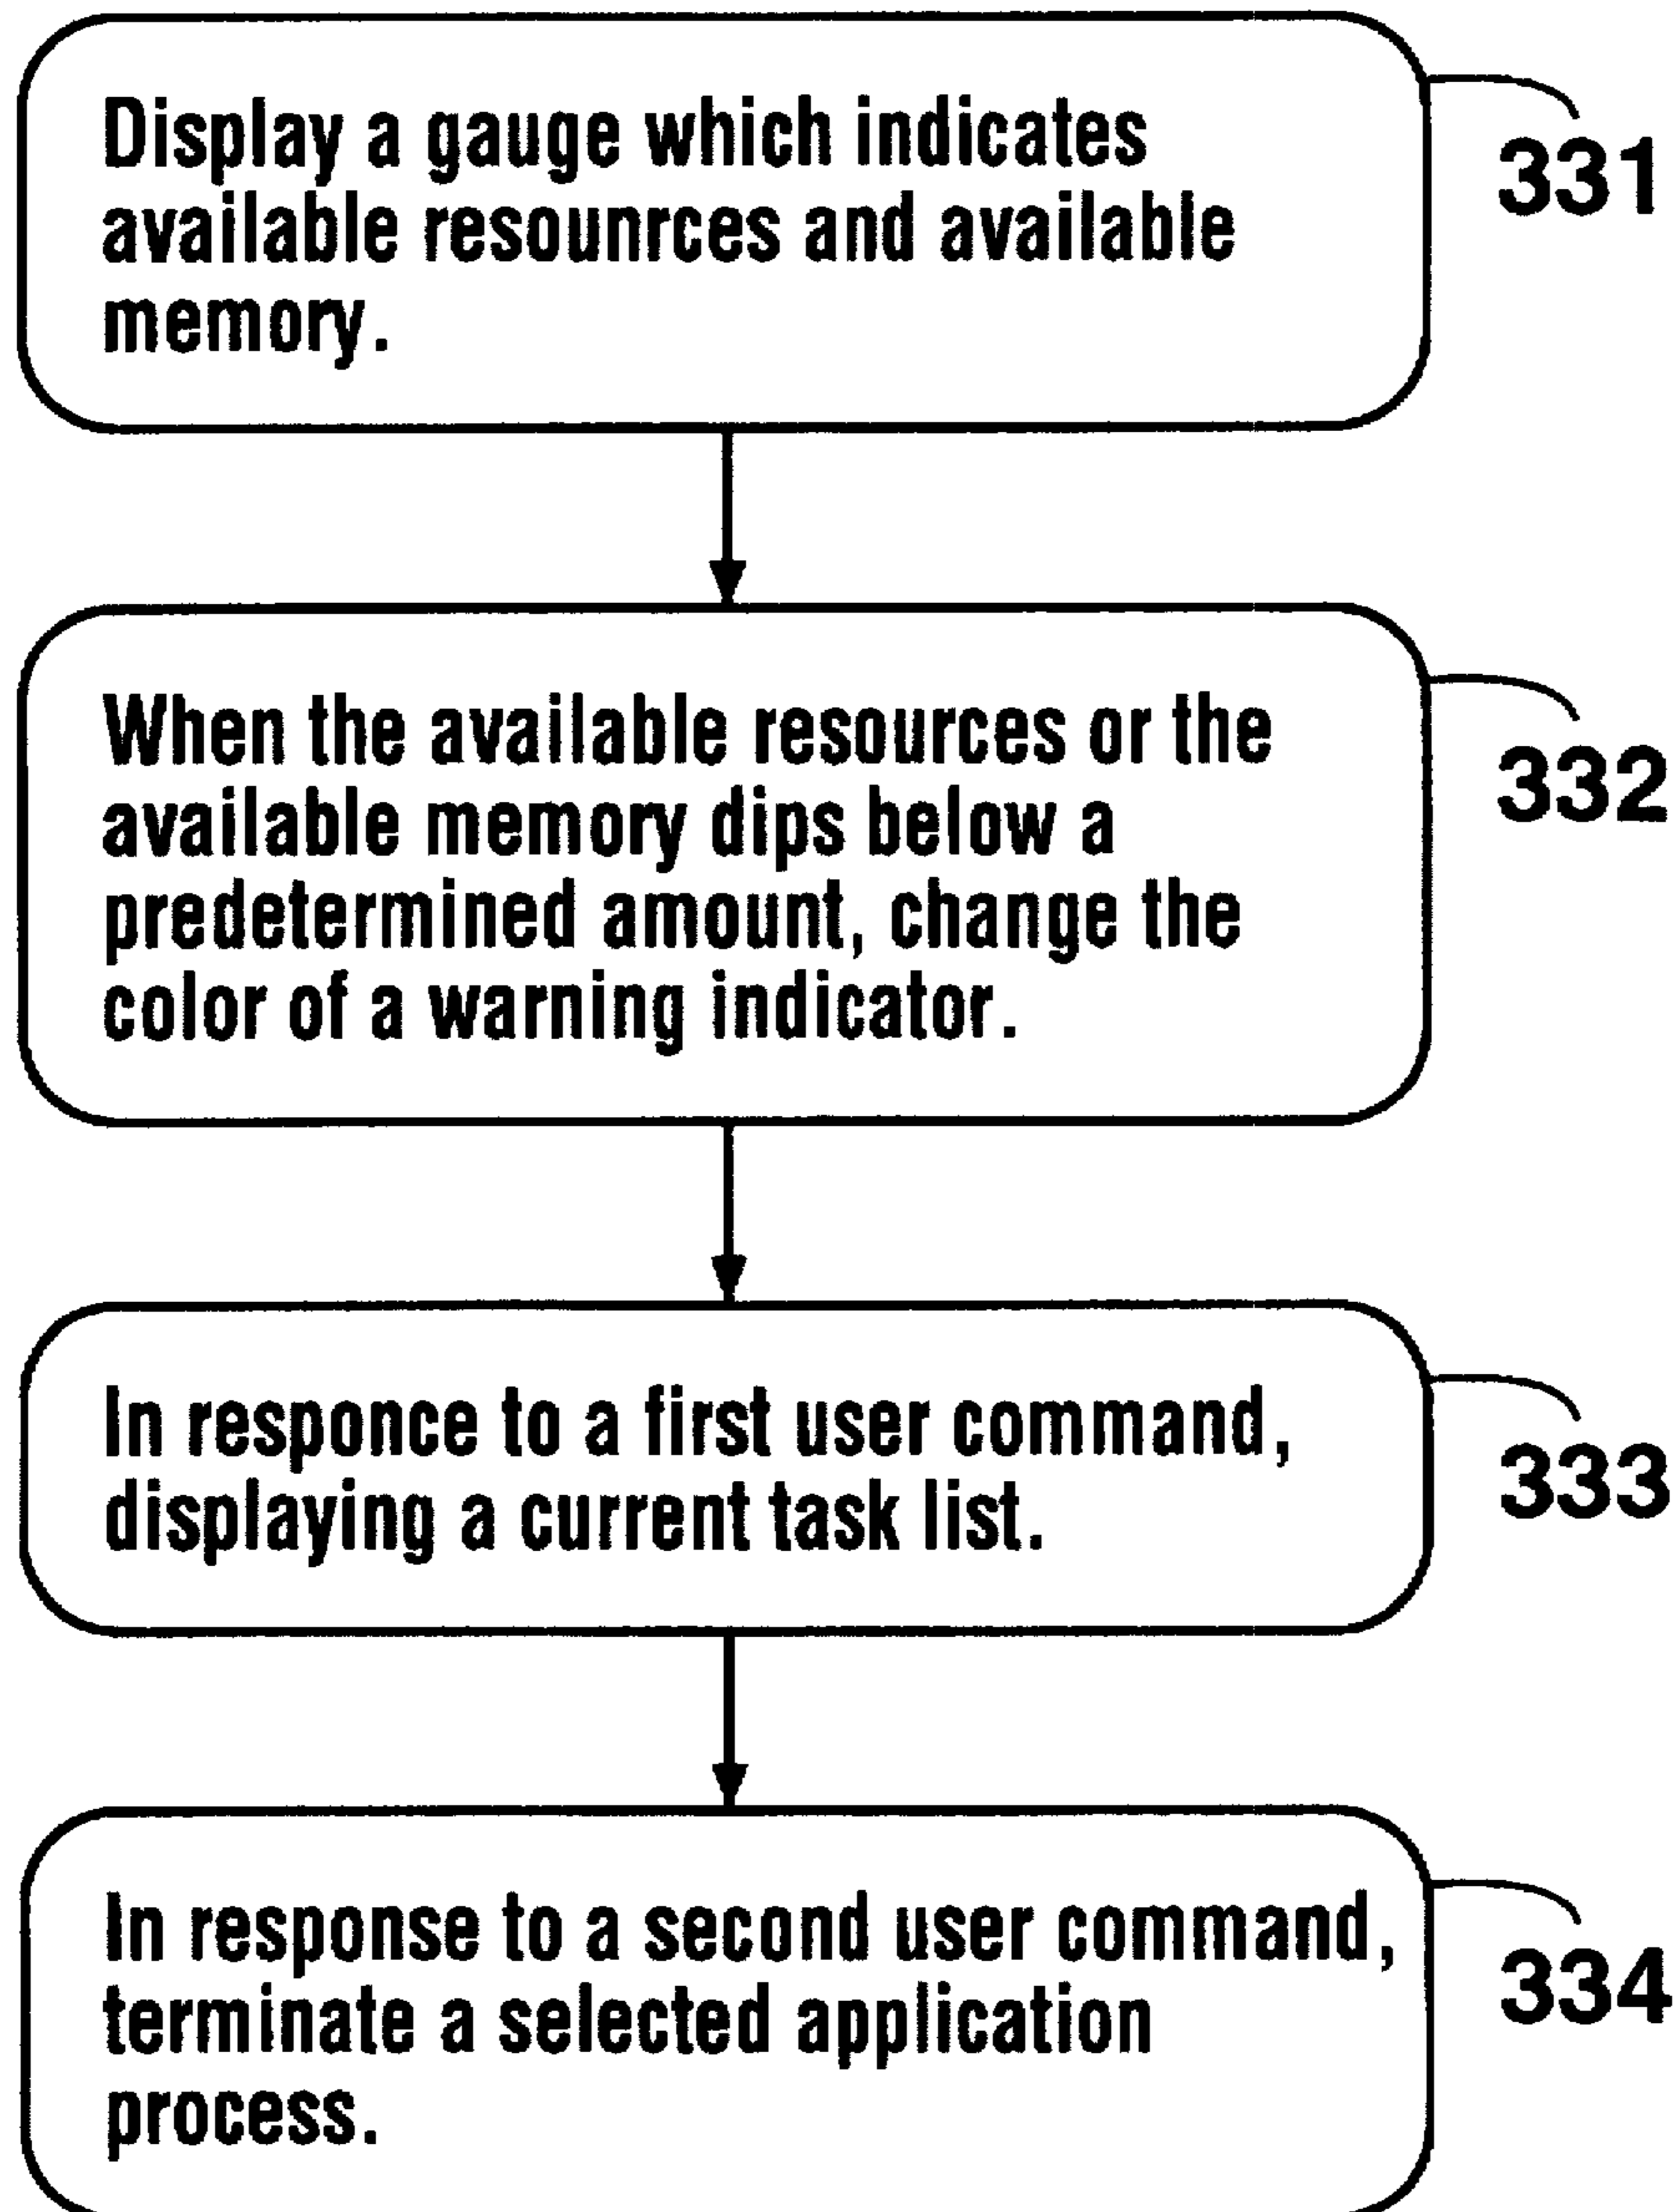 Display a gauge which indicates
available resounrces and available
memory.
331
When the available resources or the
available memory dips below a
predetermined amount, change the
color of a warning indicator.
332
In responce to a first user command,
displaying a current task list.
333
In response to a second user command,
terminate a selected application
process.
334